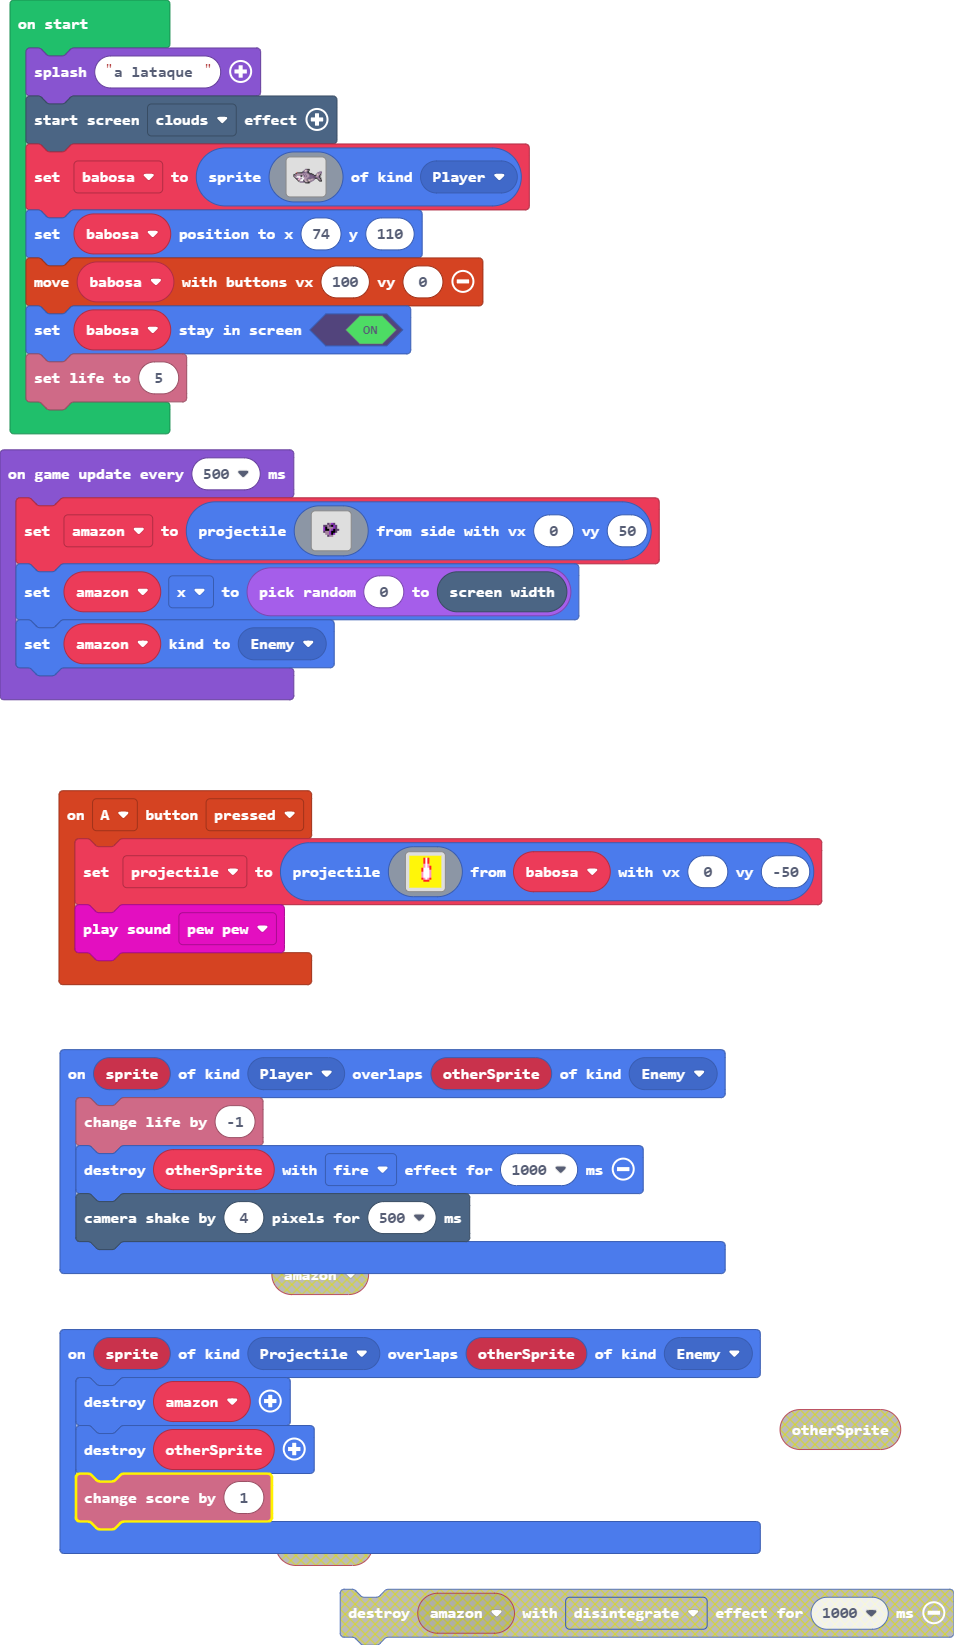 on start
splash "a lataque "
start screen clouds effect
set babosa to sprite of kind Player
set babosa position to x 74 y 110
move babosa with buttons vx 100 vy 0
set babosa stay in screen ON
set life to 5
on game update every 500 ms
set amazon to projectile from side with vx 0 vy 50
set amazon x to pick random 0 to screen width
set amazon kind to Enemy
on A button pressed
set projectile to projectile from babosa with vx 0 vy -50
play sound pew pew
on sprite of kind Player overlaps otherSprite of kind Enemy
change life by -1
destroy otherSprite with fire effect for 1000 ms
camera shake by 4 pixels for 500 ms
amazon
on sprite of kind Projectile overlaps otherSprite of kind Enemy
destroy amazon
otherSprite
destroy otherSprite
change score by 1
destroy amazon with disintegrate effect for 1000 ms